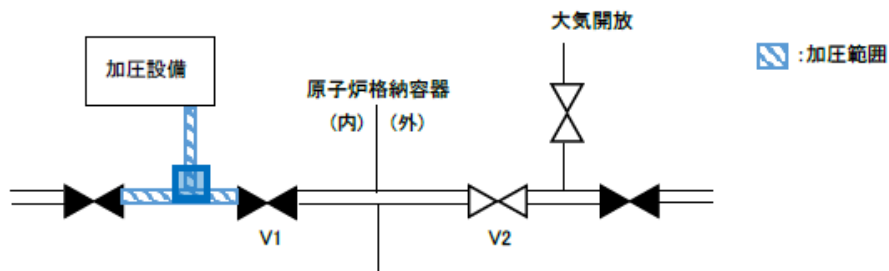 大気開放
加圧設備
:加圧範囲
原子炉格納容器
(内) (外)
V1
V2